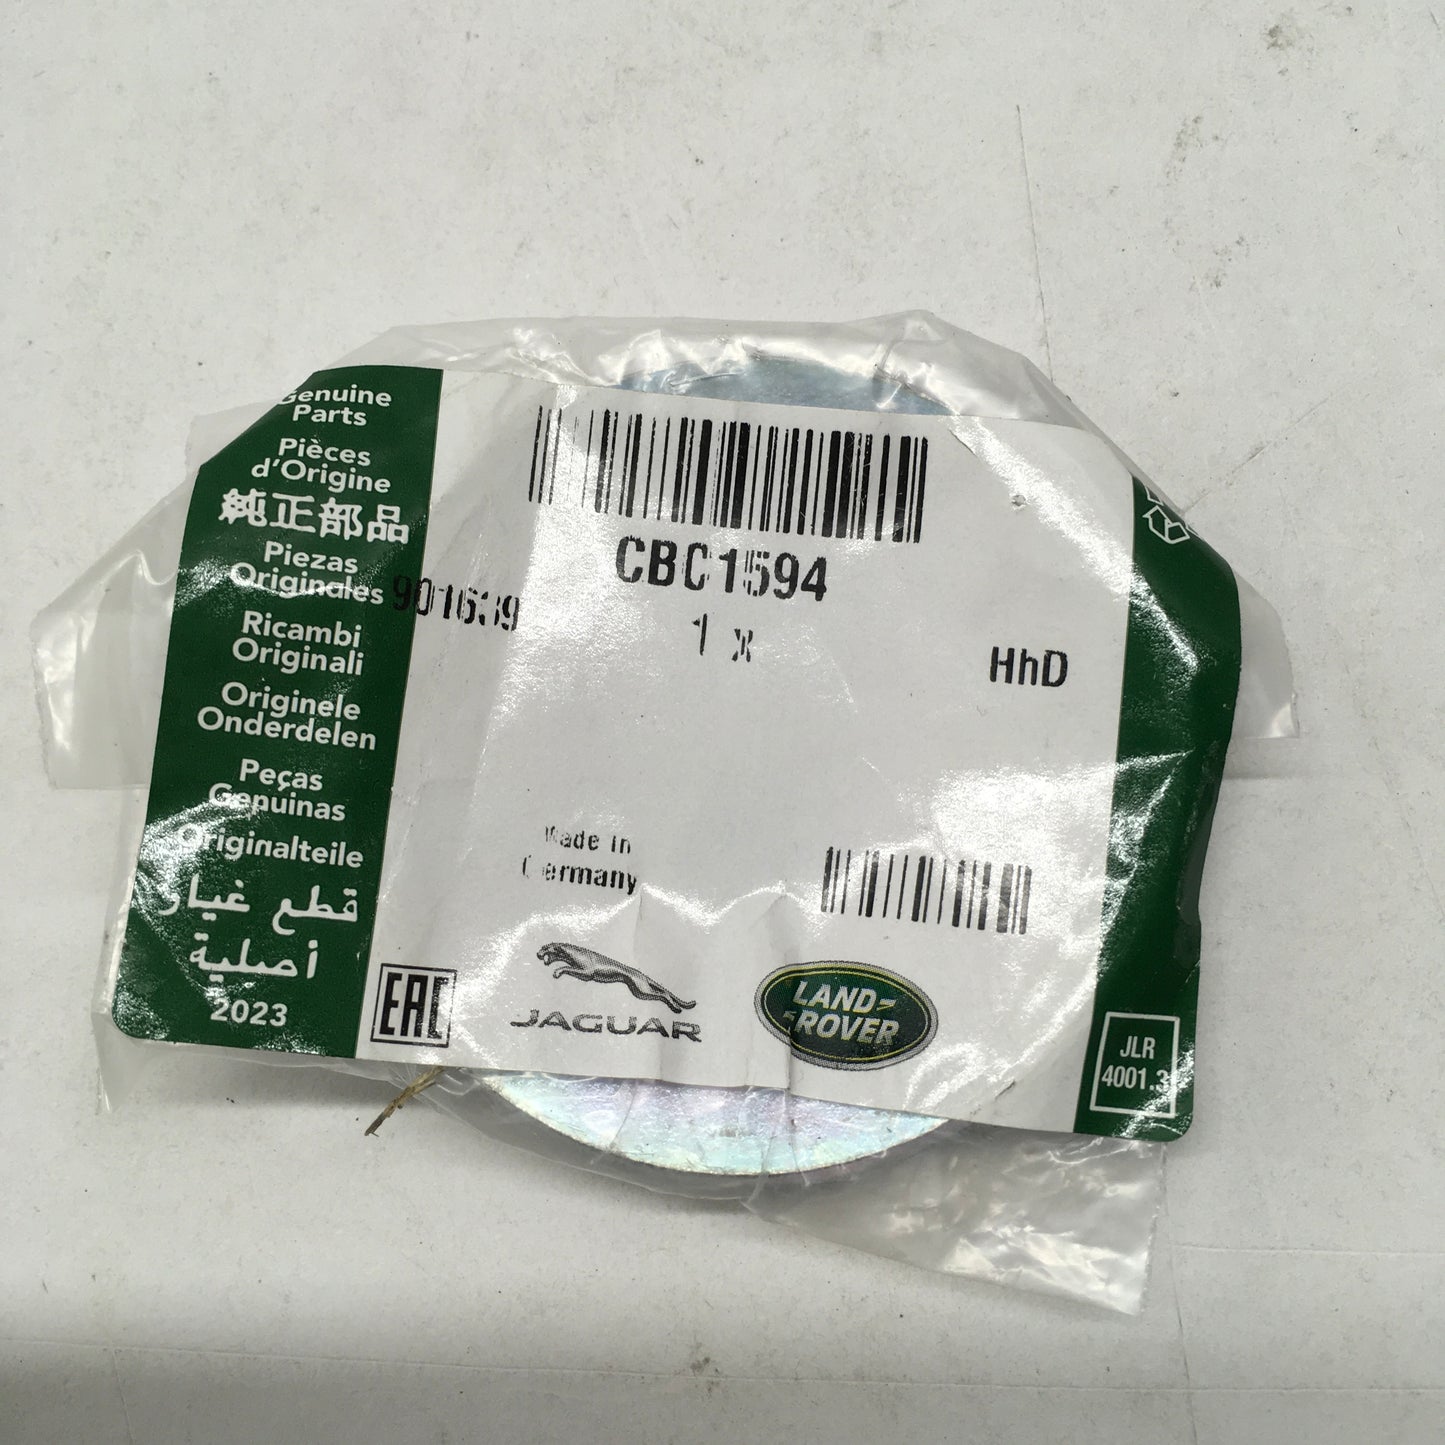 Genuine
Parts
Pièces
d'Origine
純正部品
Piezas
Originales
Ricambi
Originali
Originele
Onderdelen
Peças
Genuinas
Originalteile
قطع غيار
أصلية
2023
901639
CBC1594
1 x
HhD
Made in
Germany
EAC
JAGUAR
LAND
ROVER
JLR
4001.3